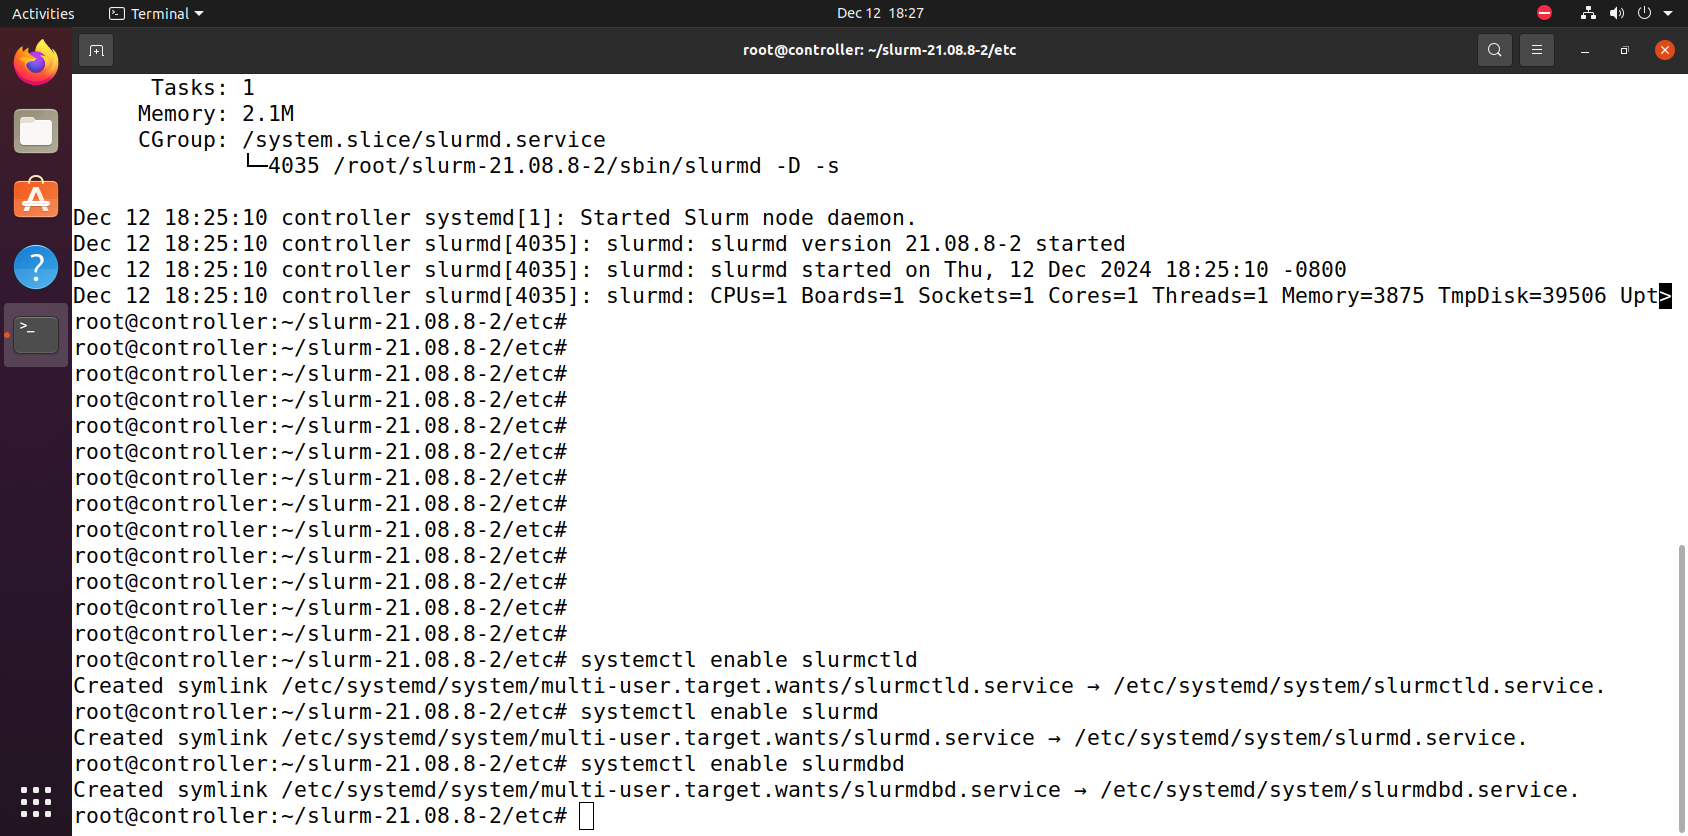 Activities
Terminal
Dec 12 18:27
root@controller: ~/slurm-21.08.8-2/etc
Tasks: 1
Memory: 2.1M
CGroup: /system.slice/slurmd.service
└─4035 /root/slurm-21.08.8-2/sbin/slurmd -D -s
Dec 12 18:25:10 controller systemd[1]: Started Slurm node daemon.
Dec 12 18:25:10 controller slurmd[4035]: slurmd: slurmd version 21.08.8-2 started
Dec 12 18:25:10 controller slurmd[4035]: slurmd: slurmd started on Thu, 12 Dec 2024 18:25:10 -0800
Dec 12 18:25:10 controller slurmd[4035]: slurmd: CPUs=1 Boards=1 Sockets=1 Cores=1 Threads=1 Memory=3875 TmpDisk=39506 Upt>
root@controller:~/slurm-21.08.8-2/etc#
root@controller:~/slurm-21.08.8-2/etc#
root@controller:~/slurm-21.08.8-2/etc#
root@controller:~/slurm-21.08.8-2/etc#
root@controller:~/slurm-21.08.8-2/etc#
root@controller:~/slurm-21.08.8-2/etc#
root@controller:~/slurm-21.08.8-2/etc#
root@controller:~/slurm-21.08.8-2/etc#
root@controller:~/slurm-21.08.8-2/etc#
root@controller:~/slurm-21.08.8-2/etc#
root@controller:~/slurm-21.08.8-2/etc#
root@controller:~/slurm-21.08.8-2/etc#
root@controller:~/slurm-21.08.8-2/etc#
root@controller:~/slurm-21.08.8-2/etc# systemctl enable slurmctld
Created symlink /etc/systemd/system/multi-user.target.wants/slurmctld.service → /etc/systemd/system/slurmctld.service.
root@controller:~/slurm-21.08.8-2/etc# systemctl enable slurmd
Created symlink /etc/systemd/system/multi-user.target.wants/slurmd.service → /etc/systemd/system/slurmd.service.
root@controller:~/slurm-21.08.8-2/etc# systemctl enable slurmdbd
Created symlink /etc/systemd/system/multi-user.target.wants/slurmdbd.service → /etc/systemd/system/slurmdbd.service.
root@controller:~/slurm-21.08.8-2/etc#